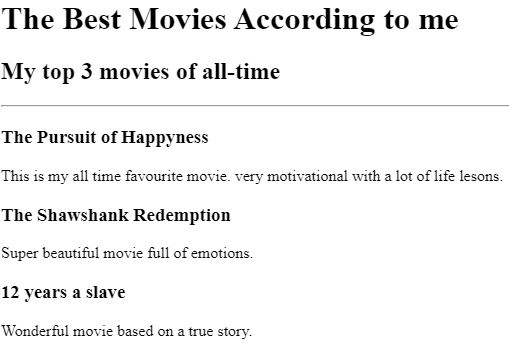 The Best Movies According to me
My top 3 movies of all-time
The Pursuit of Happyness
This is my all time favourite movie. very motivational with a lot of life lesons.
The Shawshank Redemption
Super beautiful movie full of emotions.
12 years a slave
Wonderful movie based on a true story.